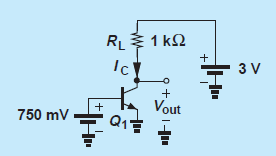 RL 1 kΩ
IC
+
3 V
+
750 mV
+
Vout
Q1